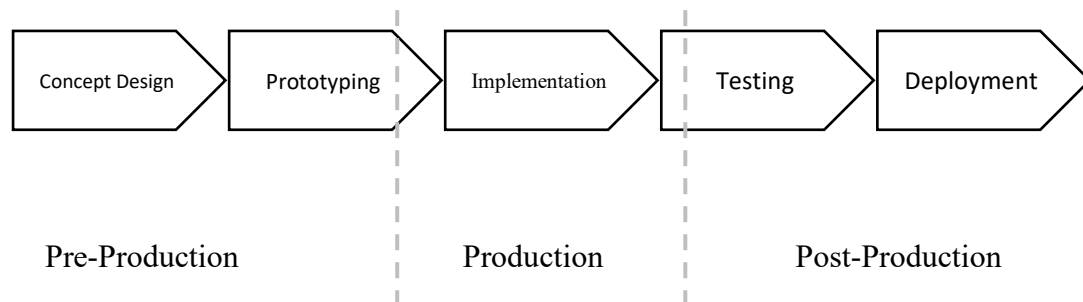 Concept Design
Prototyping
Implementation
Testing
Deployment
Pre-Production
Production
Post-Production